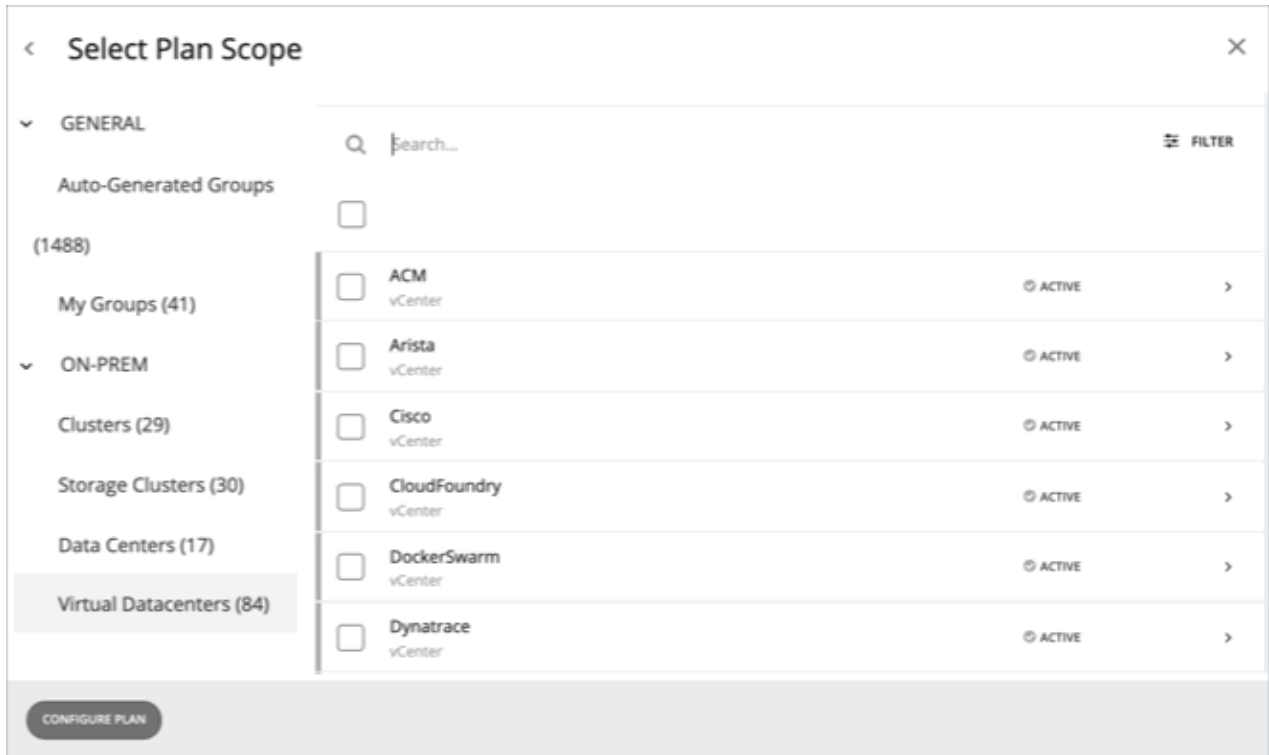 Select Plan Scope
GENERAL
Auto-Generated Groups
(1488)
My Groups (41)
ON-PREM
Clusters (29)
Storage Clusters (30)
Data Centers (17)
Virtual Datacenters (84)
Search...
FILTER
ACM
vCenter
ACTIVE
Arista
vCenter
ACTIVE
Cisco
vCenter
ACTIVE
CloudFoundry
vCenter
ACTIVE
DockerSwarm
vCenter
ACTIVE
Dynatrace
vCenter
ACTIVE
CONFIGURE PLAN